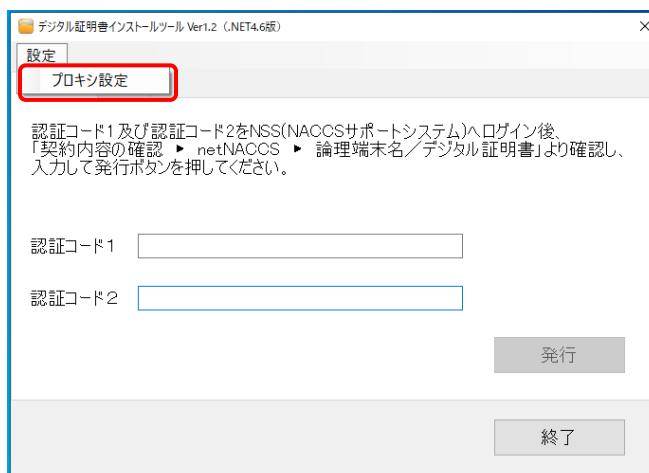 デジタル証明書インストールツール Ver1.2（.NET4.6版）
設定
プロキシ設定
認証コード1及び認証コード2をNSS(NACCSサポートシステム)へログイン後、
「契約内容の確認 ▶ netNACCS ▶ 論理端末名／デジタル証明書」より確認し、
入力して発行ボタンを押してください。
認証コード1
認証コード2
発行
終了